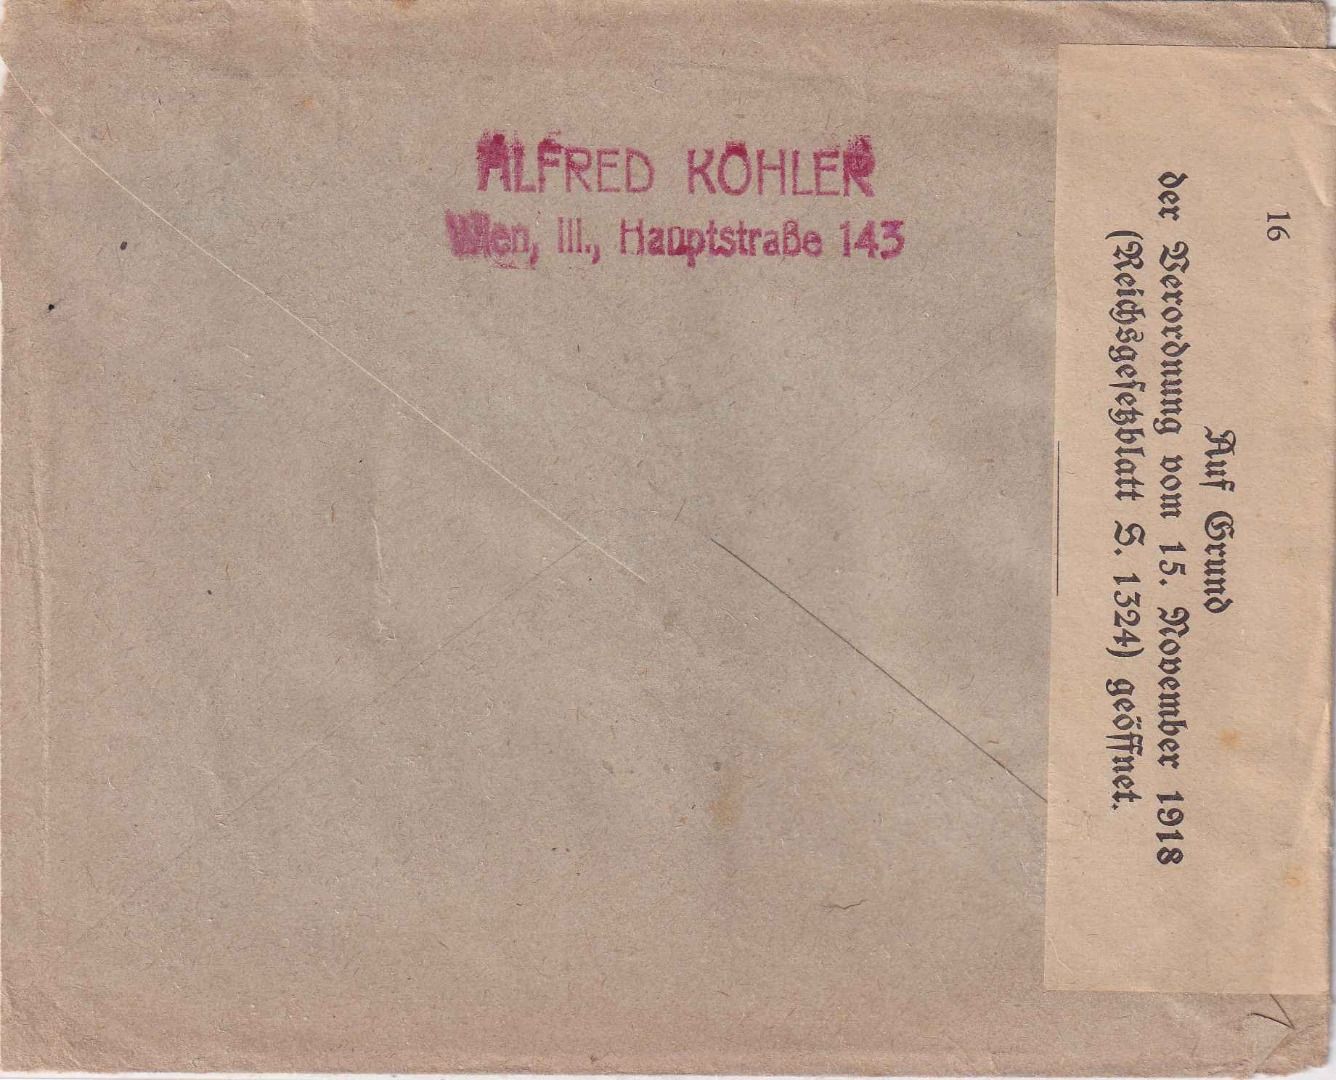 ALFRED KÖHLER
Wien, III., Hauptstraße 143
16
Auf Grund
der Verordnung vom 15. November 1918
(Reichsgesetzblatt S. 1324) geöffnet.